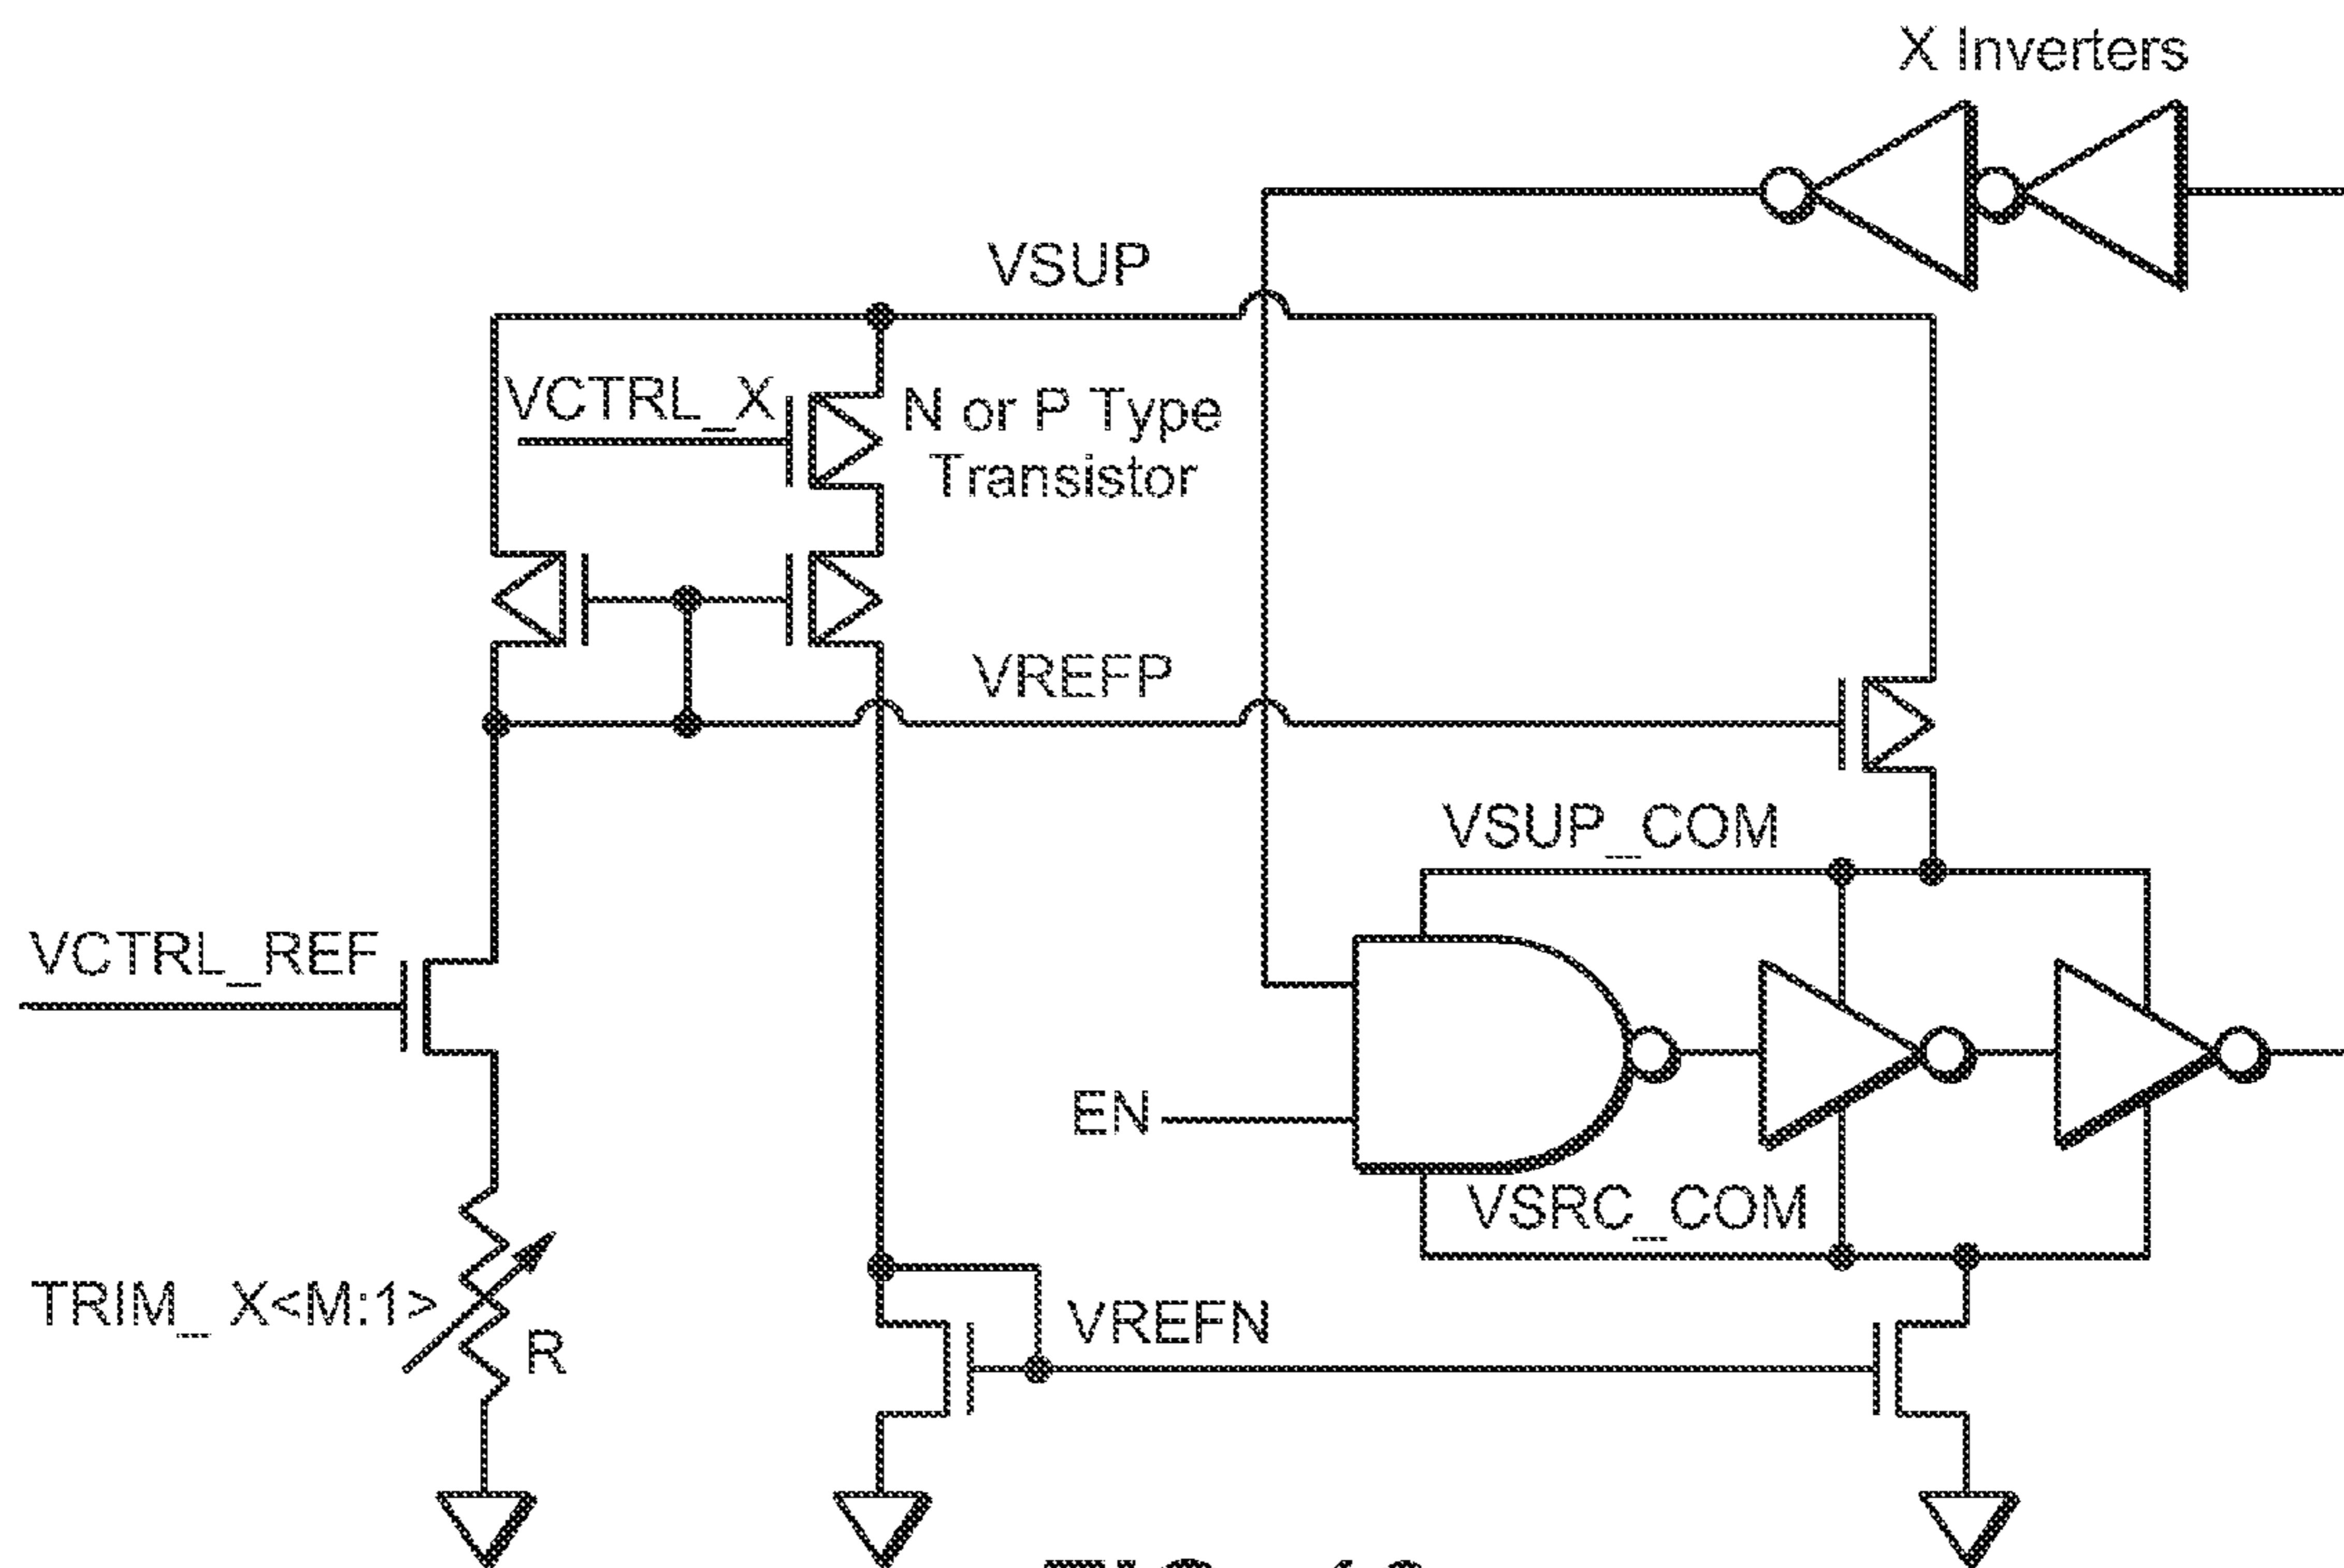 X Inverters
VSUP
VCTRL_X
N or P Type
Transistor
VREFP
VSUP_COM
VCTRL_REF
EN
VSRC_COM
TRIM_ X<M:1>
R
VREFN